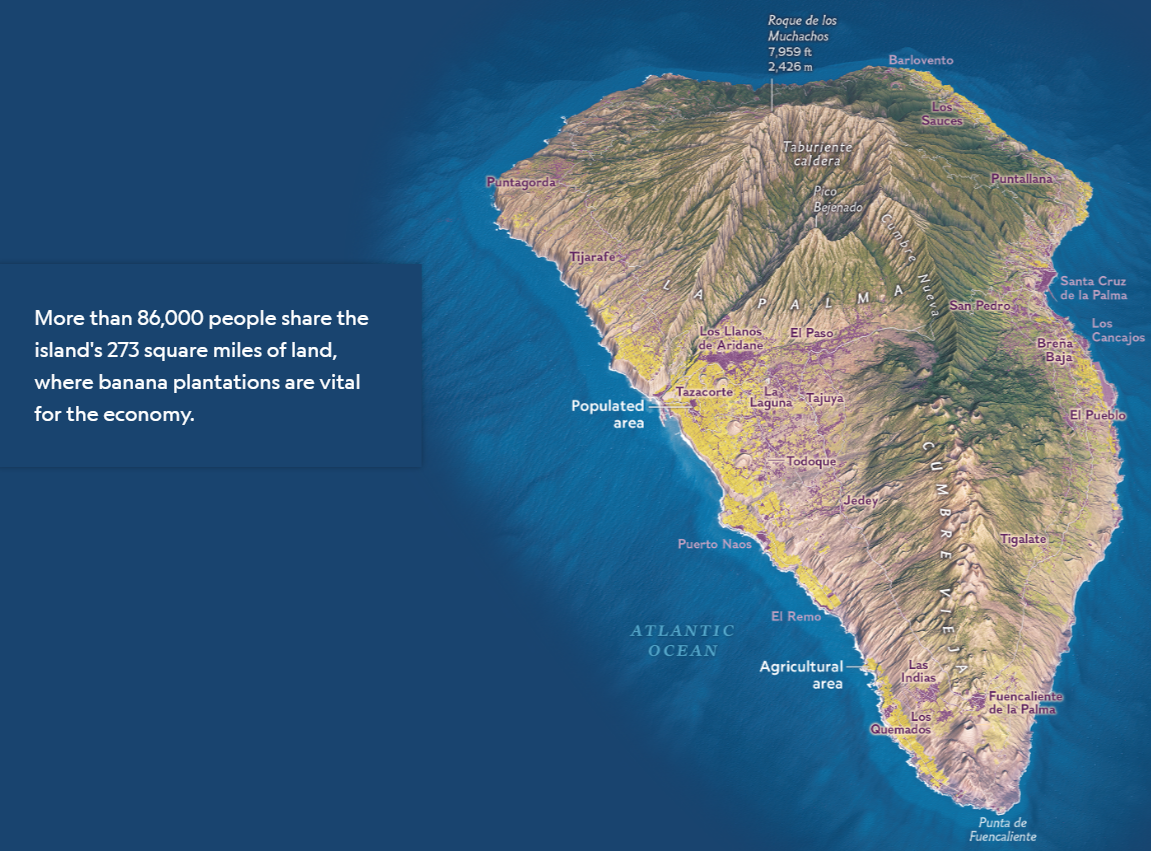 Roque de los
Muchachos
7,959 ft
2,426 m
Barlovento
Los
Sauces
Taburiente
caldera
Puntagorda
Puntallana
Pico
Bejenado
Cumbre Nueva
Tijarafe
LA PALMA
Santa Cruz
de la Palma
San Pedro
More than 86,000 people share the
island's 273 square miles of land,
where banana plantations are vital
for the economy.
Los Llanos
de Aridane
El Paso
Los
Cancajos
Breña
Baja
Tazacorte
La
Laguna
Tajuya
Populated
area
El Pueblo
Todoque
CUMBRE VIEJA
Jedey
Puerto Naos
Tigalate
El Remo
ATLANTIC
OCEAN
Agricultural
area
Las
Indias
Fuencaliente
de la Palma
Los
Quemados
Punta de
Fuencaliente